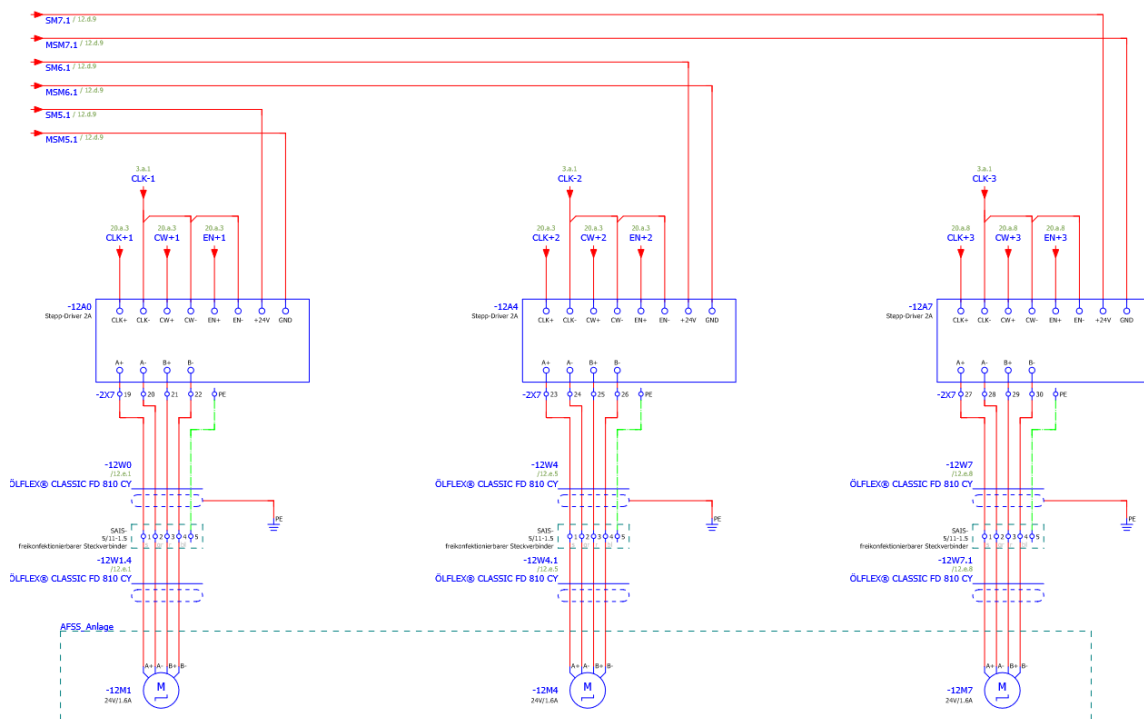 SM7.1 / 12.d.9
MSM7.1 / 12.d.9
SM6.1 / 12.d.9
MSM6.1 / 12.d.9
SM5.1 / 12.d.9
MSM5.1 / 12.d.9
3.a.1 3.a.1 3.a.1
CLK-1 CLK-2 CLK-3
20.a.3 20.a.3 20.a.3 20.a.3 20.a.3 20.a.3 20.a.8 20.a.8 20.a.8
CLK+1 CW+1 EN+1 CLK+2 CW+2 EN+2 CLK+3 CW+3 EN+3
-12A0 -12A4 -12A7
Stepp-Driver 2A Stepp-Driver 2A Stepp-Driver 2A
CLK+ CLK- CW+ CW- EN+ EN- +24V GND CLK+ CLK- CW+ CW- EN+ EN- +24V GND CLK+ CLK- CW+ CW- EN+ EN- +24V GND
A+ A- B+ B- A+ A- B+ B- A+ A- B+ B-
-2X7 19 20 21 22 PE -2X7 23 24 25 26 PE -2X7 27 28 29 30 PE
-12W0 -12W4 -12W7
/12.e.1 /12.e.5 /12.e.8
ÖLFLEX® CLASSIC FD 810 CY ÖLFLEX® CLASSIC FD 810 CY ÖLFLEX® CLASSIC FD 810 CY
PE PE PE
SAIS- SAIS- SAIS-
5/11-1.5 5/11-1.5 5/11-1.5
1 2 3 4 5 1 2 3 4 5 1 2 3 4 5
freikonfektionierbarer Steckverbinder freikonfektionierbarer Steckverbinder freikonfektionierbarer Steckverbinder
-12W1.4 -12W4.1 -12W7.1
/12.e.1 /12.e.5 /12.e.8
ÖLFLEX® CLASSIC FD 810 CY ÖLFLEX® CLASSIC FD 810 CY ÖLFLEX® CLASSIC FD 810 CY
AFSS_Anlage
A+ A- B+ B- A+ A- B+ B- A+ A- B+ B-
-12M1 M -12M4 M -12M7 M
24V/1.6A 24V/1.6A 24V/1.6A